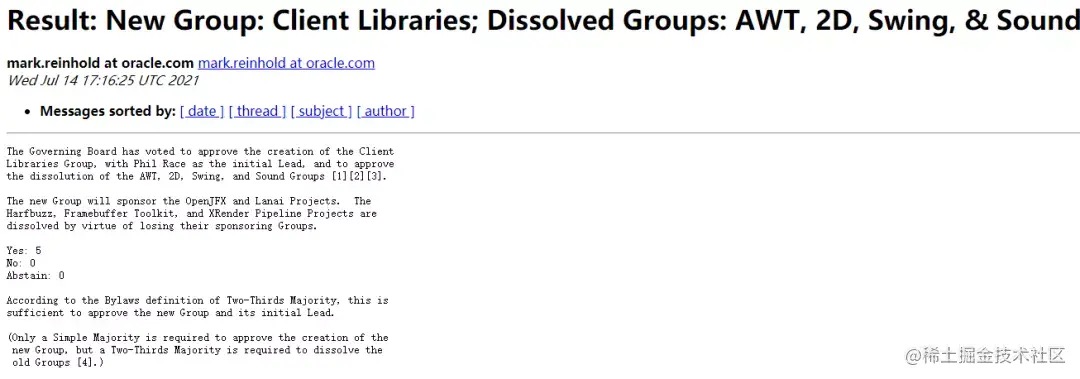 Result: New Group: Client Libraries; Dissolved Groups: AWT, 2D, Swing, & Sound
mark.reinhold at oracle.com mark.reinhold at oracle.com
Wed Jul 14 17:16:25 UTC 2021
• Messages sorted by: [ date ] [ thread ] [ subject ] [ author ]
The Governing Board has voted to approve the creation of the Client
Libraries Group, with Phil Race as the initial Lead, and to approve
the dissolution of the AWT, 2D, Swing, and Sound Groups [1][2][3].
The new Group will sponsor the OpenJFX and Lanai Projects.  The
Harfbuzz, Framebuffer Toolkit, and XRender Pipeline Projects are
dissolved by virtue of losing their sponsoring Groups.
Yes: 5
No: 0
Abstain: 0
According to the Bylaws definition of Two-Thirds Majority, this is
sufficient to approve the new Group and its initial Lead.
(Only a Simple Majority is required to approve the creation of the
new Group, but a Two-Thirds Majority is required to dissolve the
old Groups [4].)
@稀土掘金技术社区